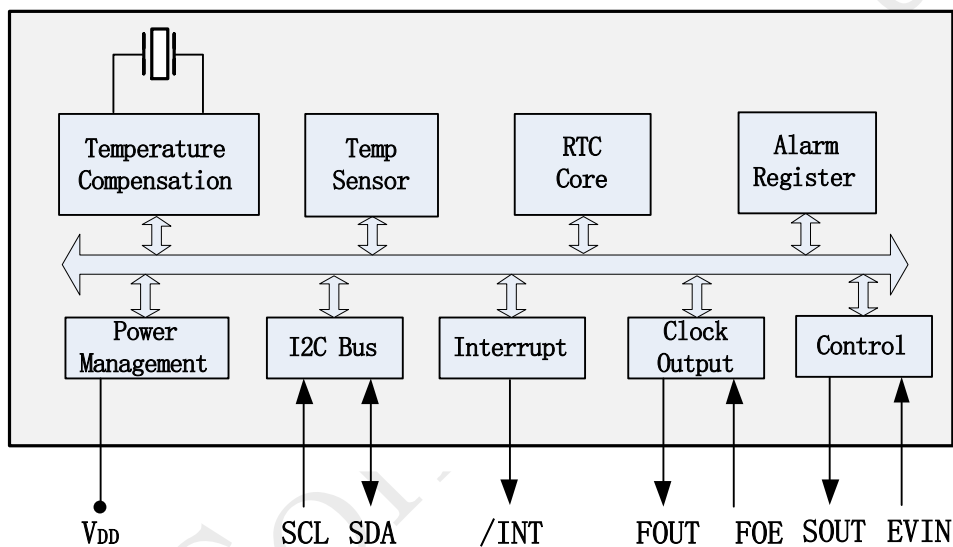 Temperature
Compensation
Temp
Sensor
RTC
Core
Alarm
Register
Power
Management
I2C Bus
Interrupt
Clock
Output
Control
VDD
SCL
SDA
/INT
FOUT
FOE
SOUT
EVIN